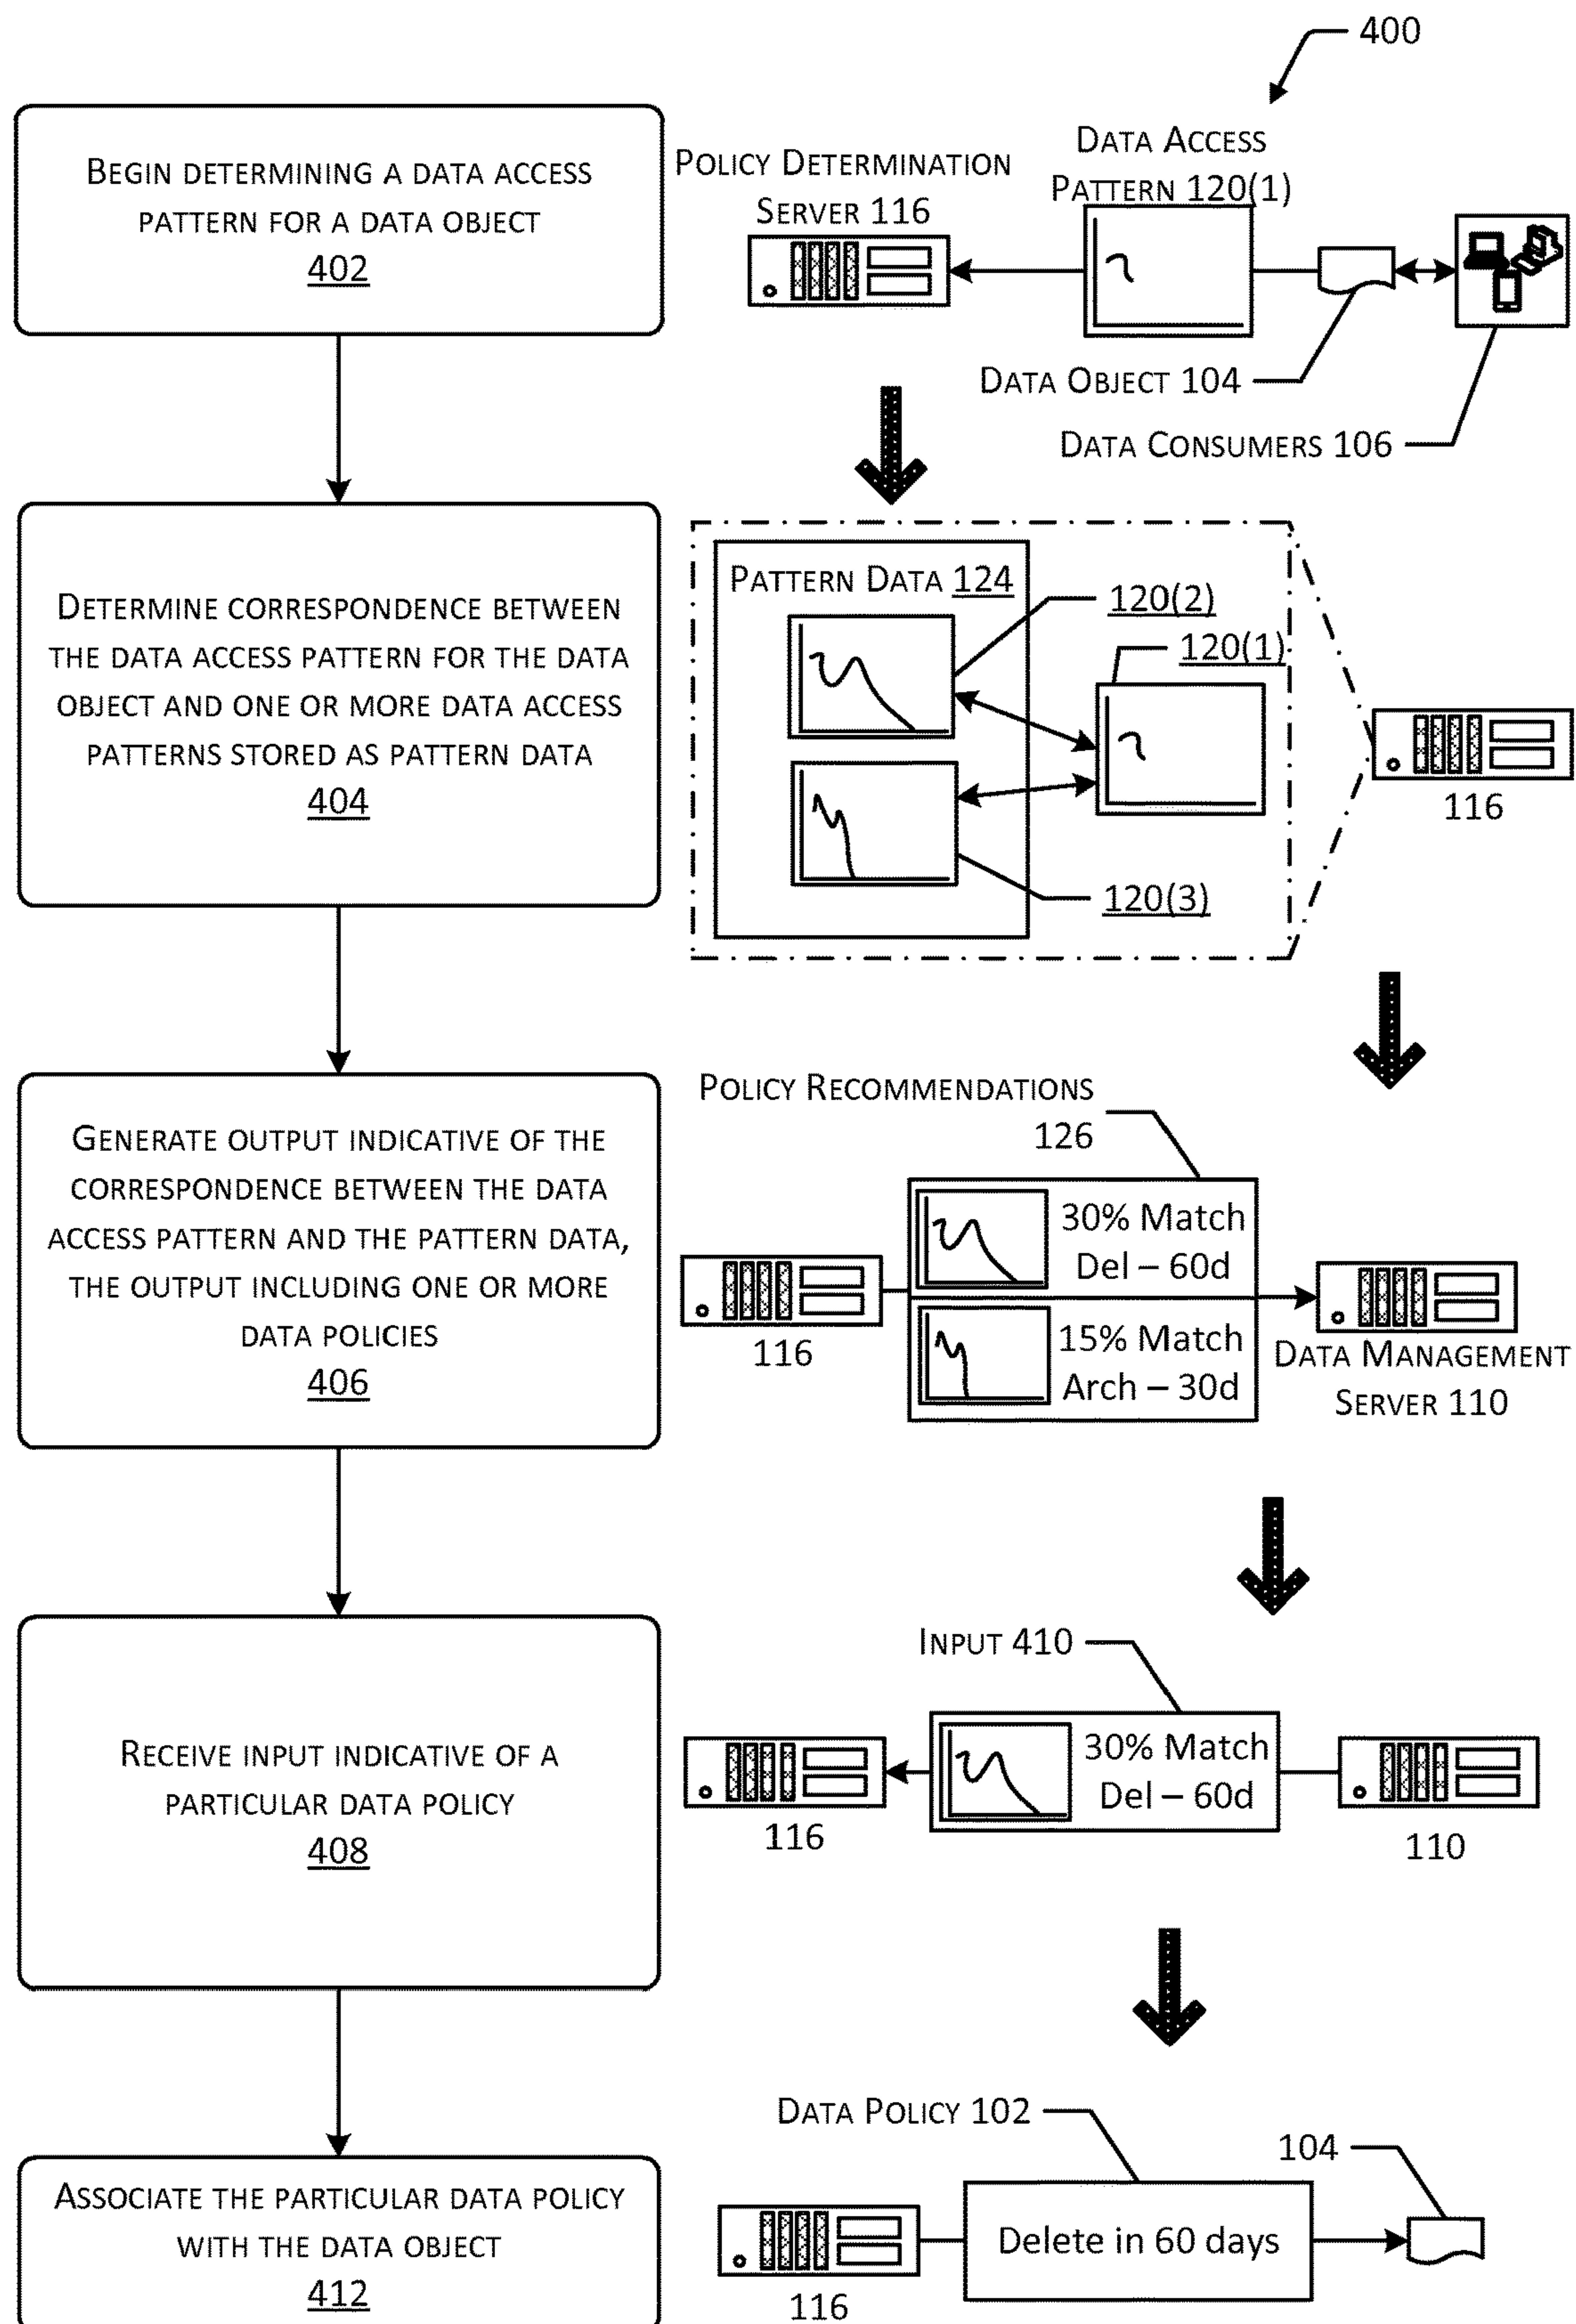 400
BEGIN DETERMINING A DATA ACCESS
PATTERN FOR A DATA OBJECT
402
POLICY DETERMINATION
SERVER 116
DATA ACCESS
PATTERN 120(1)
DATA OBJECT 104
DATA CONSUMERS 106
DETERMINE CORRESPONDENCE BETWEEN
THE DATA ACCESS PATTERN FOR THE DATA
OBJECT AND ONE OR MORE DATA ACCESS
PATTERNS STORED AS PATTERN DATA
404
PATTERN DATA 124
120(2)
120(1)
120(3)
116
GENERATE OUTPUT INDICATIVE OF THE
CORRESPONDENCE BETWEEN THE DATA
ACCESS PATTERN AND THE PATTERN DATA,
THE OUTPUT INCLUDING ONE OR MORE
DATA POLICIES
406
POLICY RECOMMENDATIONS
126
30% Match
Del – 60d
15% Match
Arch – 30d
116
DATA MANAGEMENT
SERVER 110
RECEIVE INPUT INDICATIVE OF A
PARTICULAR DATA POLICY
408
INPUT 410
30% Match
Del – 60d
116
110
ASSOCIATE THE PARTICULAR DATA POLICY
WITH THE DATA OBJECT
412
DATA POLICY 102
104
Delete in 60 days
116